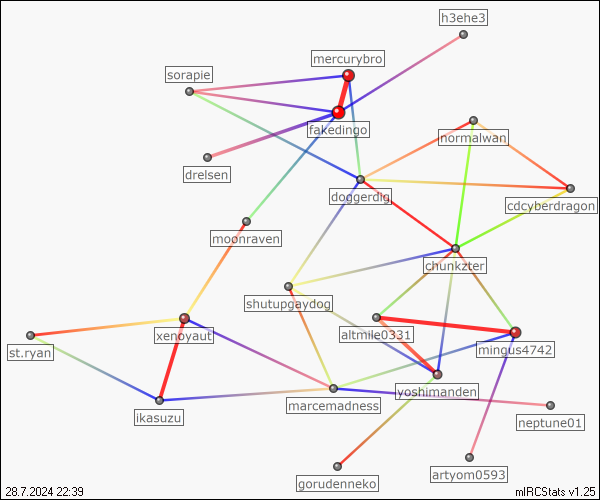 h3ehe3
mercurybro
sorapie
fakedingo
normalwan
drelsen
doggerdig
cdcyberdragon
moonraven
chunkzter
shutupgaydog
altmile0331
xenoyaut
st.ryan
mingus4742
yoshimanden
marcemadness
ikasuzu
neptune01
artyom0593
gorudenneko
28.7.2024 22:39
mIRCStats v1.25